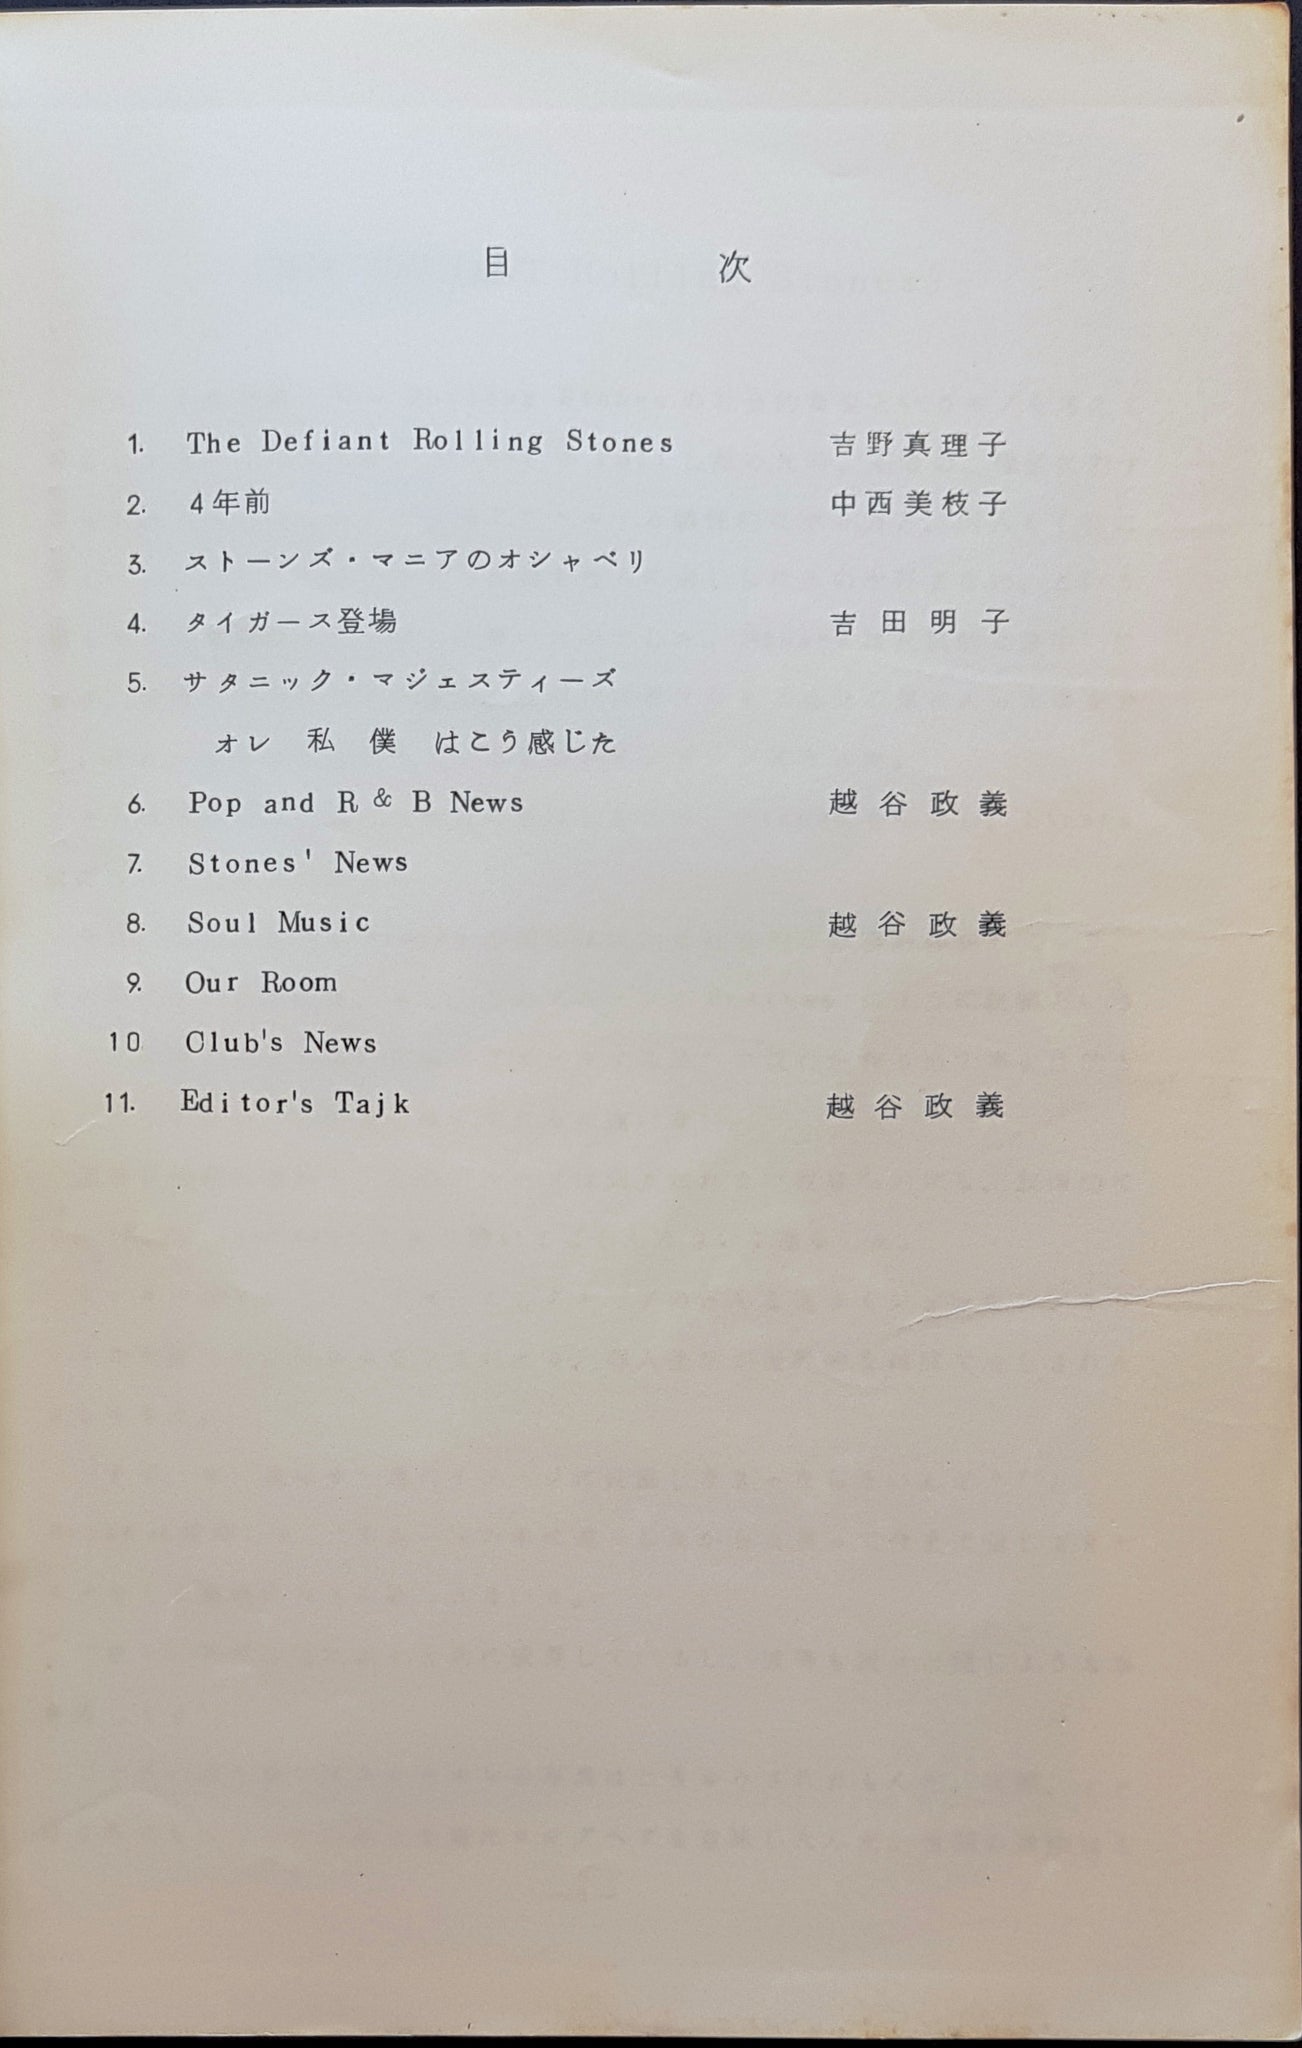 目次
1. The Defiant Rolling Stones 吉野真理子
2. 4年前 中西美枝子
3. ストーンズ・マニアのオシャベリ
4. タイガース登場 吉田明子
5. サタニック・マジェスティーズ
オレ 私 僕 はこう感じた
6. Pop and R & B News 越谷政義
7. Stones' News
8. Soul Music 越谷政義
9. Our Room
10 Club's News
11. Editor's Tajk 越谷政義